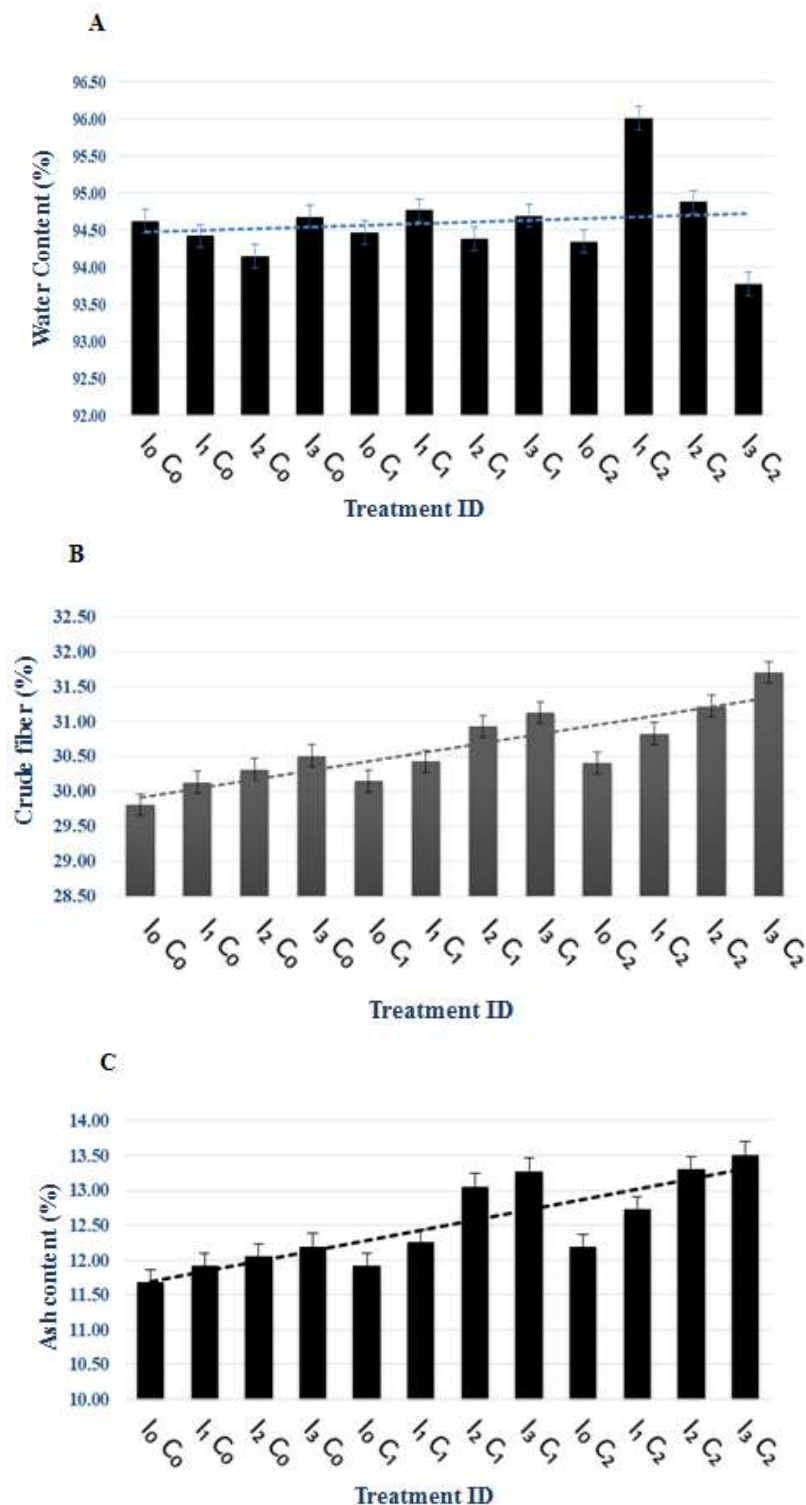 A
96.50
96.00
95.50
95.00
94.50
94.00
93.50
93.00
92.50
92.00
Water Content (%)
I₀ C₀
I₁ C₀
I₂ C₀
I₃ C₀
I₀ C₁
I₁ C₁
I₂ C₁
I₃ C₁
I₀ C₂
I₁ C₂
I₂ C₂
I₃ C₂
Treatment ID
B
32.50
32.00
31.50
31.00
30.50
30.00
29.50
29.00
28.50
Crude fiber (%)
I₀ C₀
I₁ C₀
I₂ C₀
I₃ C₀
I₀ C₁
I₁ C₁
I₂ C₁
I₃ C₁
I₀ C₂
I₁ C₂
I₂ C₂
I₃ C₂
Treatment ID
C
14.00
13.50
13.00
12.50
12.00
11.50
11.00
10.50
10.00
Ash content (%)
I₀ C₀
I₁ C₀
I₂ C₀
I₃ C₀
I₀ C₁
I₁ C₁
I₂ C₁
I₃ C₁
I₀ C₂
I₁ C₂
I₂ C₂
I₃ C₂
Treatment ID